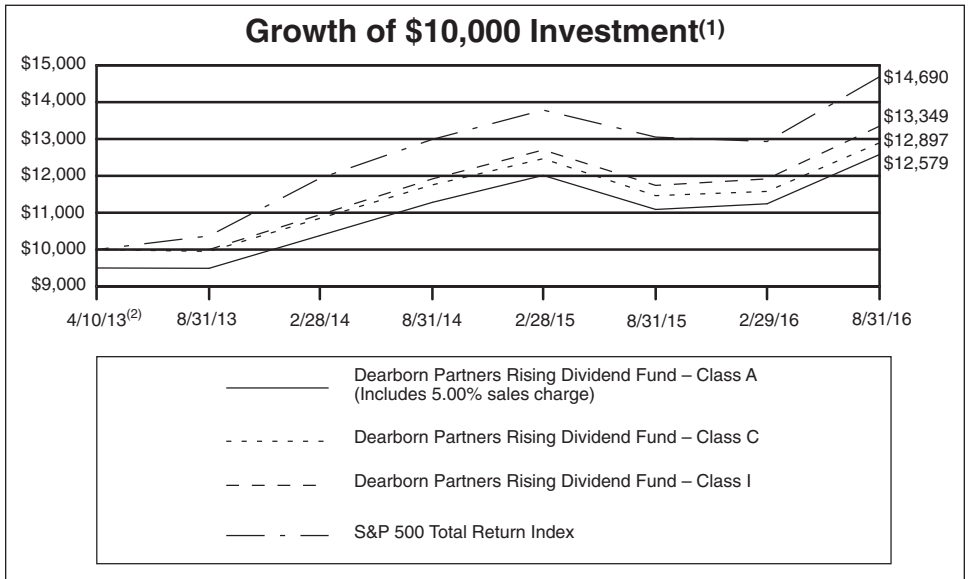 Growth of $10,000 Investment(1)
$15,000
$14,000
$13,000
$12,000
$11,000
$10,000
$9,000
$14,690
$13,349
$12,897
$12,579
4/10/13(2) 8/31/13 2/28/14 8/31/14 2/28/15 8/31/15 2/29/16 8/31/16
Dearborn Partners Rising Dividend Fund – Class A
(Includes 5.00% sales charge)
Dearborn Partners Rising Dividend Fund – Class C
Dearborn Partners Rising Dividend Fund – Class I
S&P 500 Total Return Index